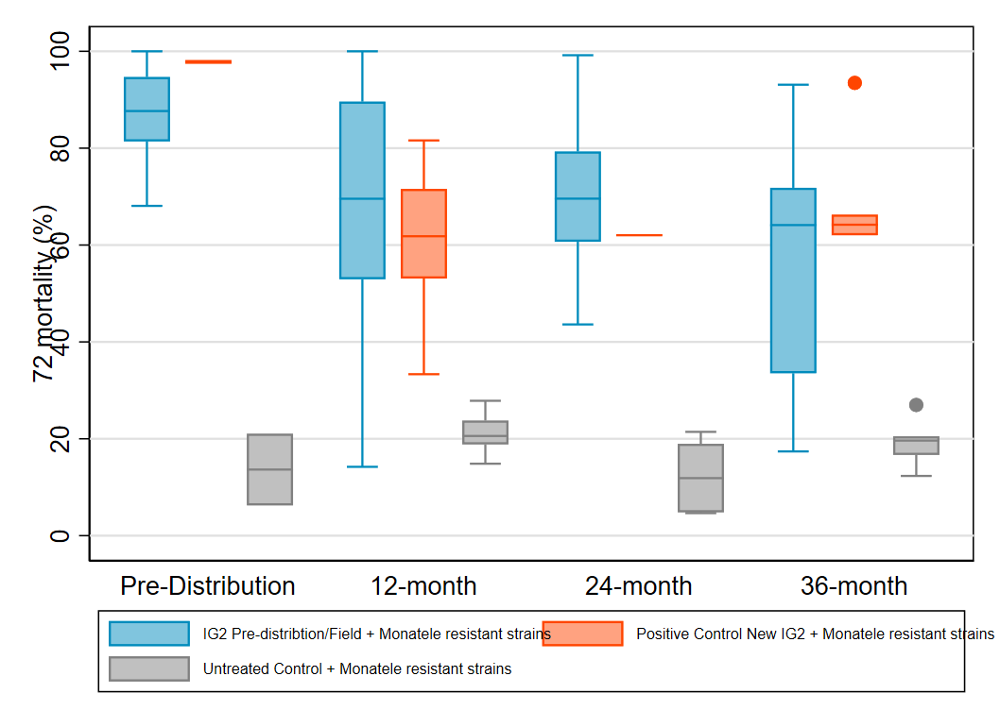 72 mortality (%)
100
80
60
40
20
0
Pre-Distribution 12-month 24-month 36-month
IG2 Pre-distribtion/Field + Monatele resistant strains Positive Control New IG2 + Monatele resistant strains
Untreated Control + Monatele resistant strains